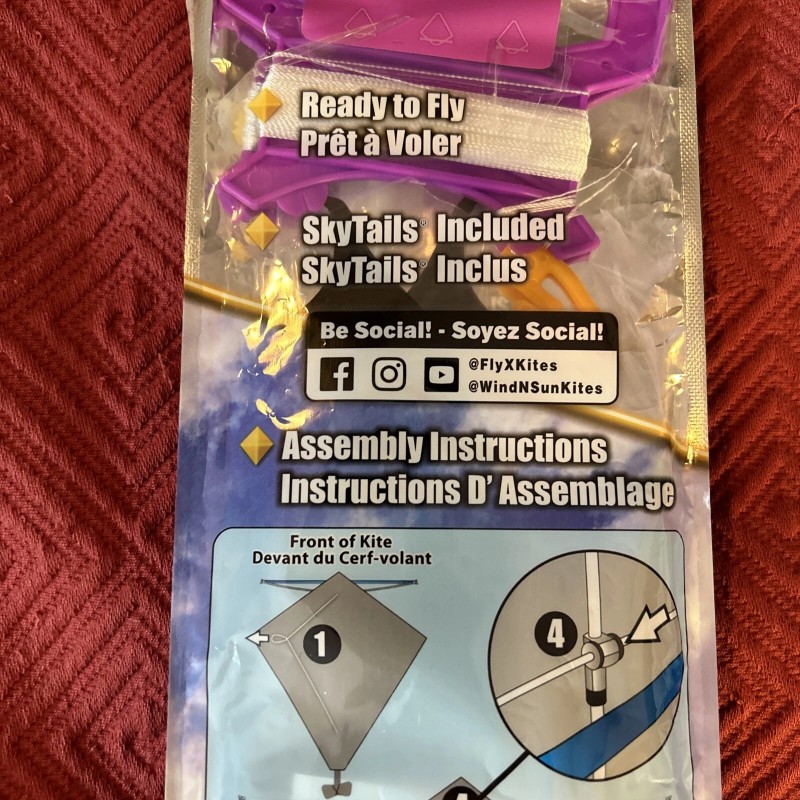 Ready to Fly
Prêt à Voler
SkyTails® Included
SkyTails® Inclus
Be Social! - Soyez Social!
@FlyXKites
@WindNSunKites
Assembly Instructions
Instructions D' Assemblage
Front of Kite
Devant du Cerf-volant
1
4